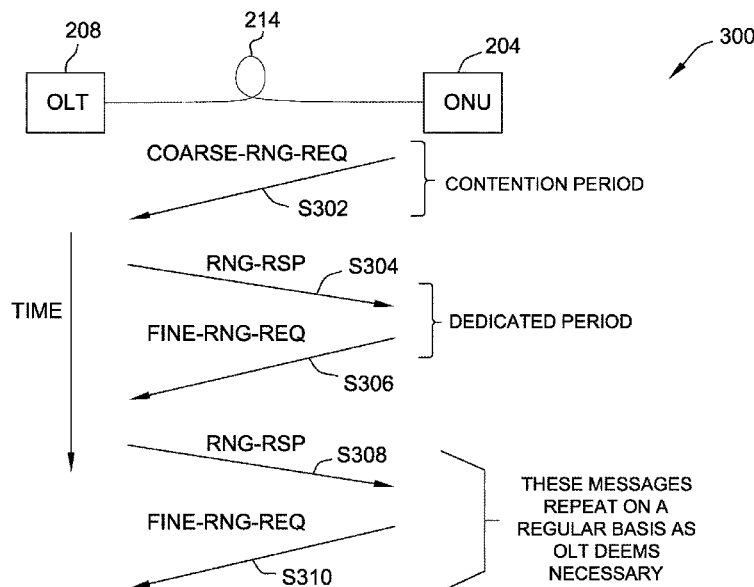 214
208
204
300
OLT
ONU
COARSE-RNG-REQ
CONTENTION PERIOD
S302
RNG-RSP
S304
TIME
DEDICATED PERIOD
FINE-RNG-REQ
S306
RNG-RSP
S308
THESE MESSAGES
REPEAT ON A
REGULAR BASIS AS
OLT DEEMS
NECESSARY
FINE-RNG-REQ
S310